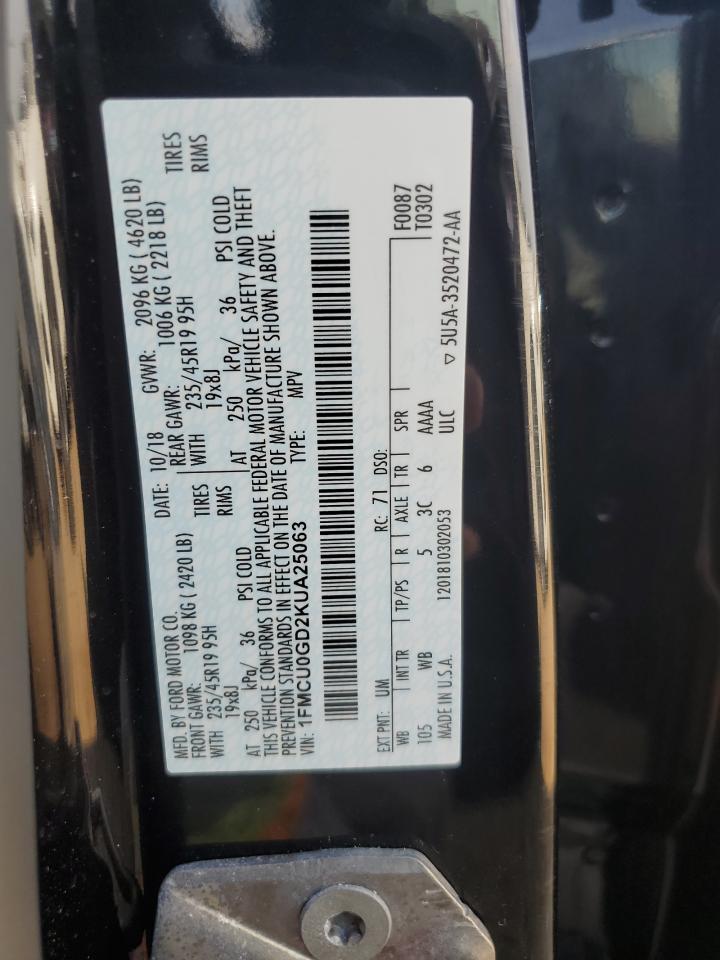 MFD. BY FORD MOTOR CO.
DATE: 10/18 GVWR: 2096 KG ( 4620 LB)
FRONT GAWR: 1098 KG ( 2420 LB) REAR GAWR: 1006 KG ( 2218 LB)
WITH 235/45R19 95H TIRES WITH 235/45R19 95H TIRES
19x8J RIMS 19x8J RIMS
AT 250 kPa/ 36 PSI COLD AT 250 kPa/ 36 PSI COLD
THIS VEHICLE CONFORMS TO ALL APPLICABLE FEDERAL MOTOR VEHICLE SAFETY AND THEFT
PREVENTION STANDARDS IN EFFECT ON THE DATE OF MANUFACTURE SHOWN ABOVE.
VIN: 1FMCU0GD2KUA25063 TYPE: MPV
EXT PNT: UM RC: 71 DSO:
WB INT TR TP/PS R AXLE TR SPR F0087
105 WB 5 3C 6 AAAA T0302
MADE IN U.S.A. 1201810302053 ULC
▽ 5U5A-3520472-AA